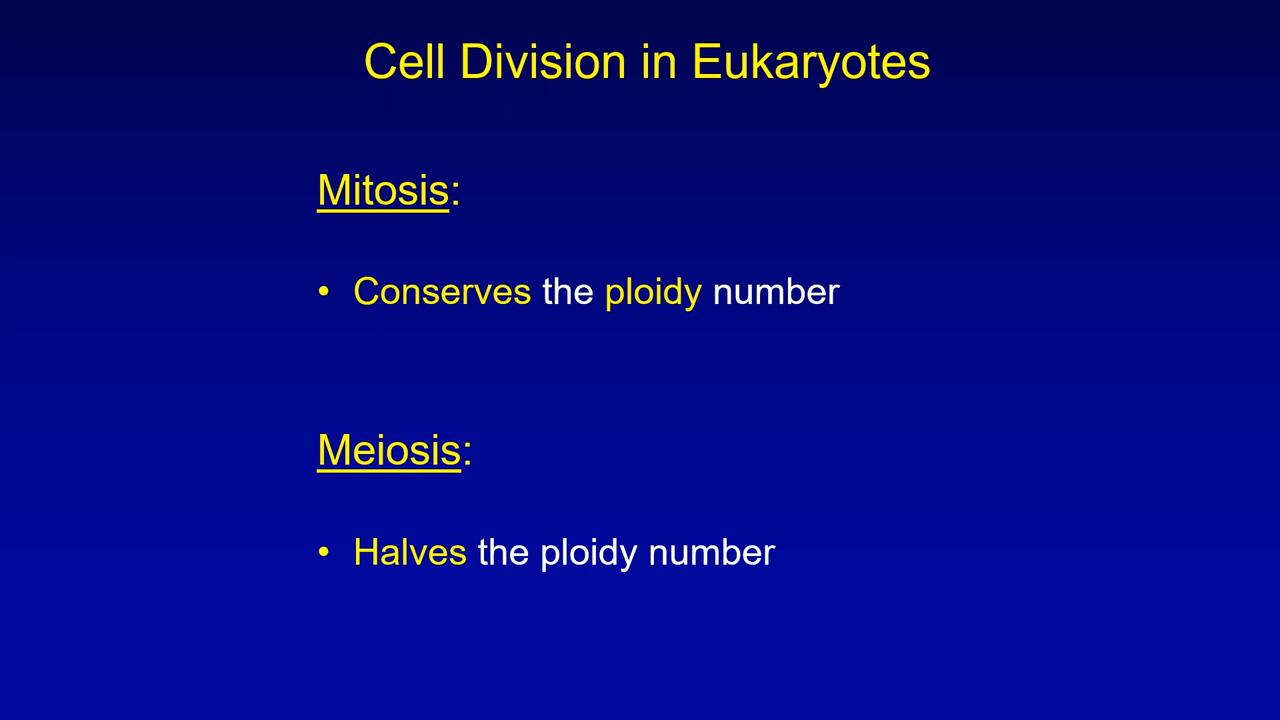 Cell Division in Eukaryotes
Mitosis:
• Conserves the ploidy number
Meiosis:
• Halves the ploidy number